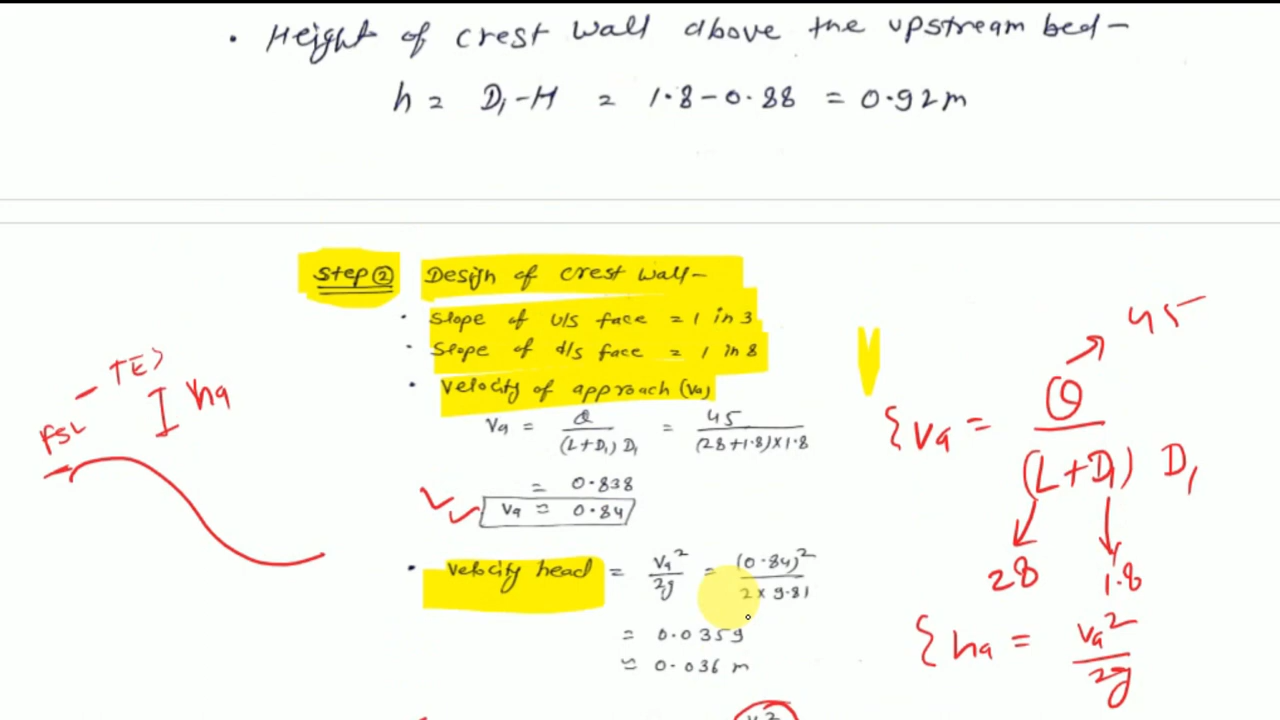 • Height of crest wall above the upstream bed –
h = D₁-H = 1.8-0.88 = 0.92m
Step ② Design of crest wall-
• Slope of U/S face = 1 in 3
• Slope of d/s face = 1 in 8
• Velocity of approach (Va)
Va = Q / (L+D₁) D₁ = 45 / (28+1.8)×1.8
= 0.838
Va ≈ 0.84
• Velocity head = Va² / 2g = (0.84)² / 2 × 9.81
= 0.0359
≈ 0.036 m
FSL – TEL
ha
{Va = Q / (L+D₁) D₁
45
28 1.8
{ha = Va² / 2g